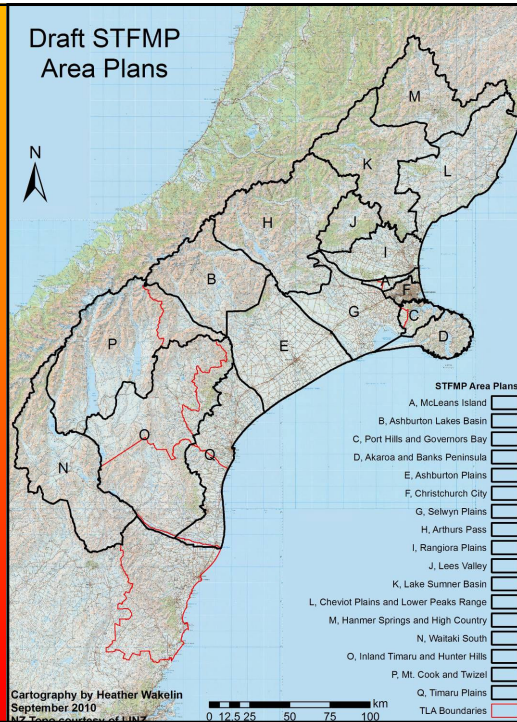 Draft STFMP
Area Plans
N
M
K
L
H
J
I
B
A
F
G
C
D
P
E
O
Q
N
STFMP Area Plans
A, McLeans Island
B, Ashburton Lakes Basin
C, Port Hills and Governors Bay
D, Akaroa and Banks Peninsula
E, Ashburton Plains
F, Christchurch City
G, Selwyn Plains
H, Arthurs Pass
I, Rangiora Plains
J, Lees Valley
K, Lake Sumner Basin
L, Cheviot Plains and Lower Peaks Range
M, Hanmer Springs and High Country
N, Waitaki South
O, Inland Timaru and Hunter Hills
P, Mt. Cook and Twizel
Q, Timaru Plains
TLA Boundaries
Cartography by Heather Wakelin
September 2010
NZ Topo courtesy of LINZ
km
0 12.5 25 50 75 100